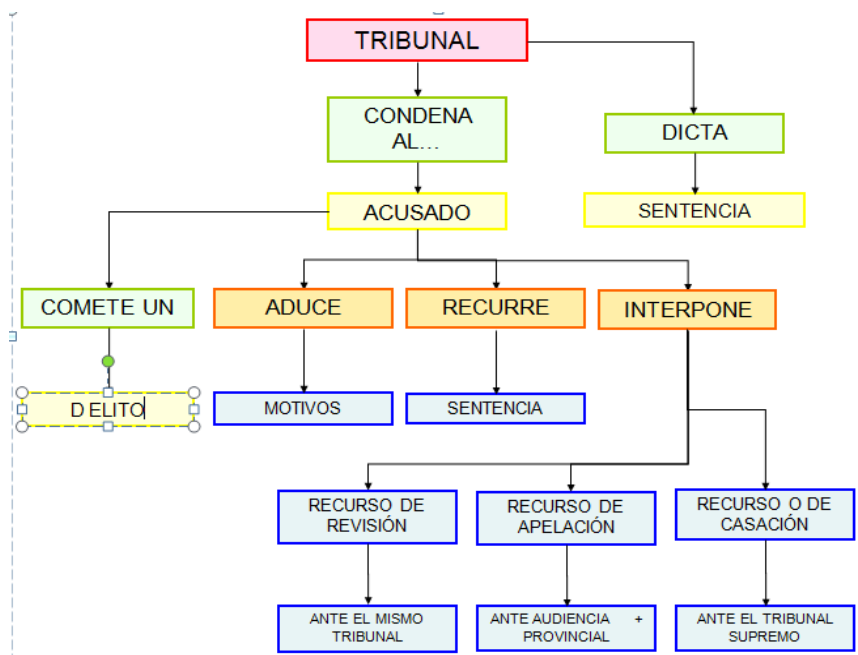 TRIBUNAL
CONDENA
AL...
DICTA
ACUSADO
SENTENCIA
COMETE UN
ADUCE
RECURRE
INTERPONE
D ELITO
MOTIVOS
SENTENCIA
RECURSO DE
REVISIÓN
RECURSO DE
APELACIÓN
RECURSO O DE
CASACIÓN
ANTE EL MISMO
TRIBUNAL
ANTE AUDIENCIA +
PROVINCIAL
ANTE EL TRIBUNAL
SUPREMO